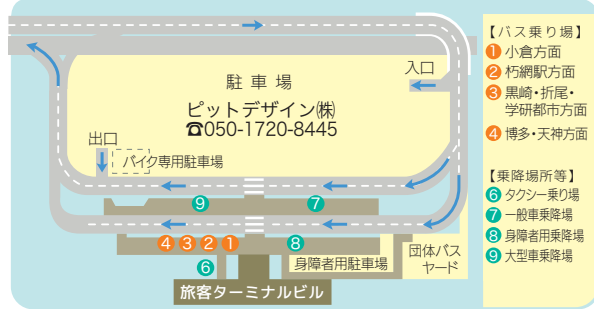 駐車場
ピットデザイン㈱
☎050-1720-8445
入口
出口
バイク専用駐車場
⑨
⑦
④ ③ ② ①
⑧
⑥
身障者用駐車場
団体バス
ヤード
旅客ターミナルビル
【バス乗り場】
① 小倉方面
② 朽網駅方面
③ 黒崎・折尾・
学研都市方面
④ 博多・天神方面
【乗降場所等】
⑥ タクシー乗り場
⑦ 一般車乗降場
⑧ 身障者用乗降場
⑨ 大型車乗降場